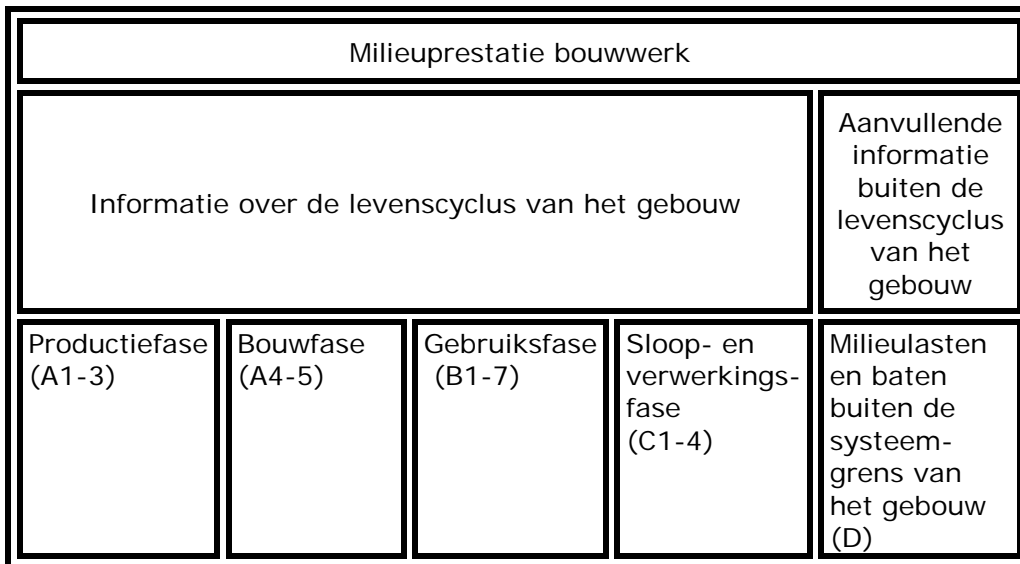 Milieuprestatie bouwwerk
Informatie over de levenscyclus van het gebouw
Aanvullende
informatie
buiten de
levenscyclus
van het
gebouw
Productiefase
(A1-3)
Bouwfase
(A4-5)
Gebruiksfase
(B1-7)
Sloop- en
verwerkings-
fase
(C1-4)
Milieulasten
en baten
buiten de
systeem-
grens van
het gebouw
(D)